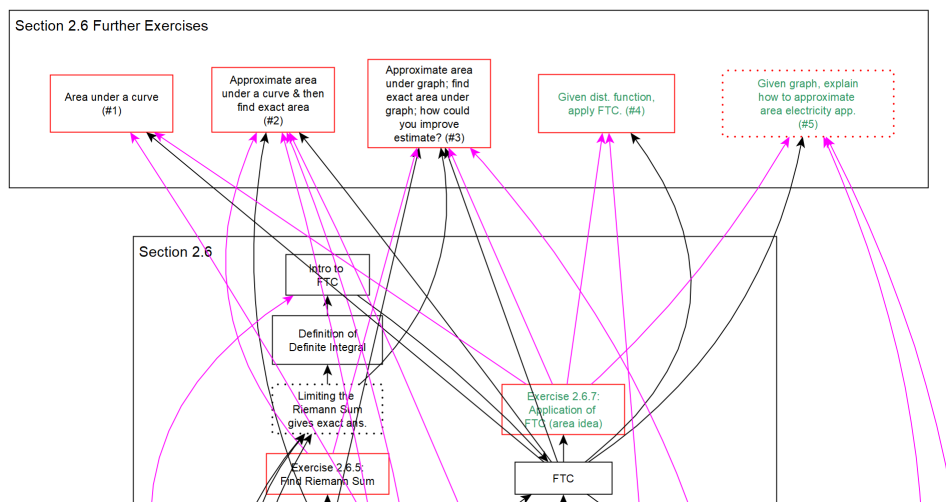 Section 2.6 Further Exercises
Area under a curve
(#1)
Approximate area
under a curve & then
find exact area
(#2)
Approximate area
under graph; find
exact area under
graph; how could
you improve
estimate? (#3)
Given dist. function,
apply FTC. (#4)
Given graph, explain
how to approximate
area electricity app.
(#5)
Section 2.6
Intro to
FTC
Definition of
Definite Integral
Limiting the
Riemann Sum
gives exact ans.
Exercise 2.6.5:
Find Riemann Sum
Exercise 2.6.7:
Application of
FTC (area idea)
FTC